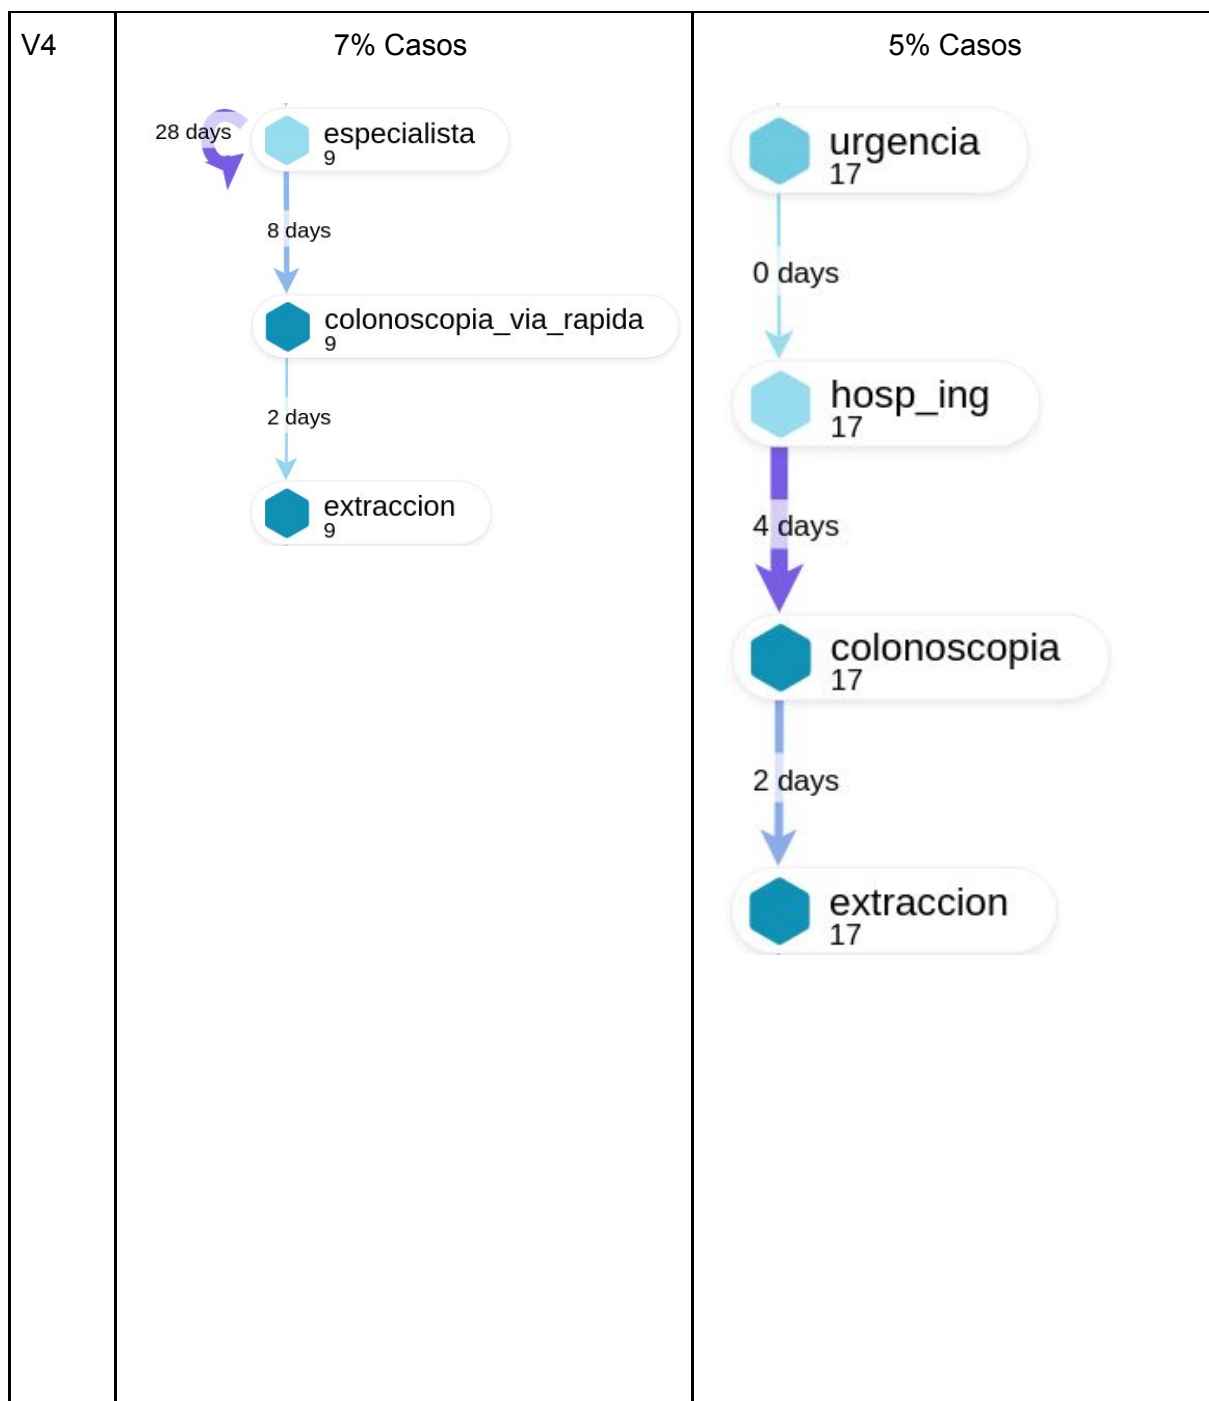 V4
7% Casos
28 days
especialista
9
8 days
colonoscopia_via_rapida
9
2 days
extraccion
9
5% Casos
urgencia
17
0 days
hosp_ing
17
4 days
colonoscopia
17
2 days
extraccion
17